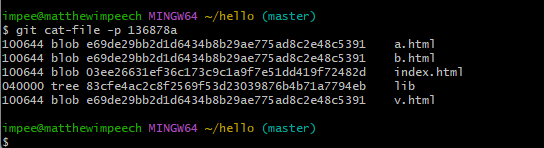 impee@matthewimpeech MINGW64 ~/hello (master)
$ git cat-file -p 136878a
100644 blob e69de29bb2d1d6434b8b29ae775ad8c2e48c5391    a.html
100644 blob e69de29bb2d1d6434b8b29ae775ad8c2e48c5391    b.html
100644 blob 03ee26631ef36c173c9c1a9f7e51dd419f72482d    index.html
040000 tree 83cfe4ac2c8f2569f53d23039876b4b71a7794eb    lib
100644 blob e69de29bb2d1d6434b8b29ae775ad8c2e48c5391    v.html
impee@matthewimpeech MINGW64 ~/hello (master)
$